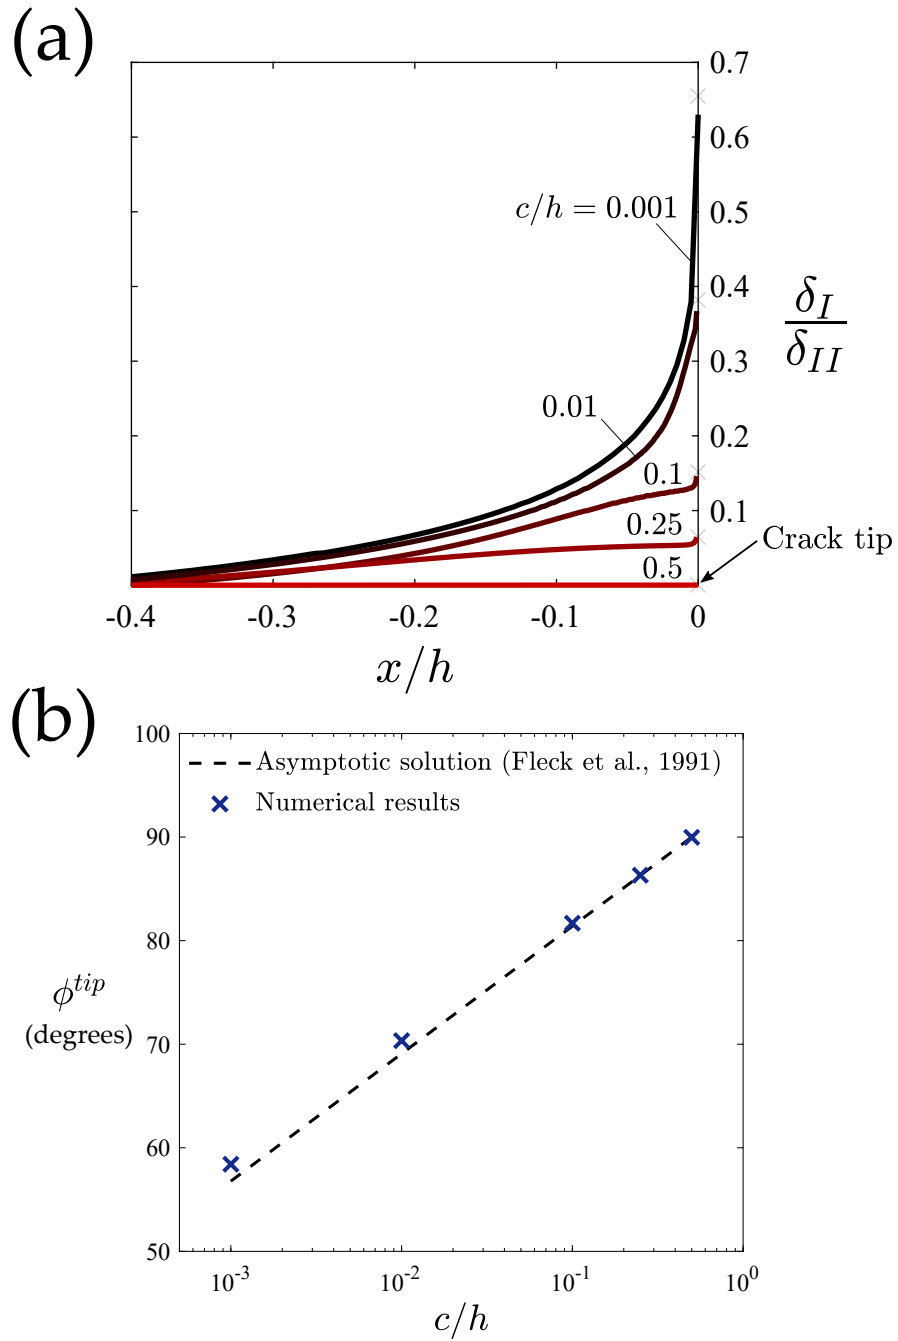 (a)
0.7
0.6
c/h = 0.001
0.5
0.4
δI
δII
0.3
0.01
0.2
0.1
0.1
0.25
Crack tip
0.5
-0.4 -0.3 -0.2 -0.1 0
x/h
(b)
100
Asymptotic solution (Fleck et al., 1991)
Numerical results
90
80
ϕ^tip
(degrees)
70
60
50
10^-3 10^-2 10^-1 10^0
c/h